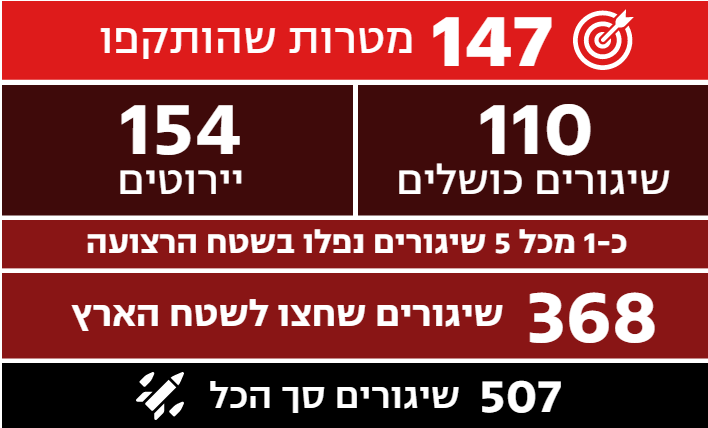 147 מטרות שהותקפו
110
שיגורים כושלים
154
יירוטים
כ-1 מכל 5 שיגורים נפלו בשטח הרצועה
368 שיגורים שחצו לשטח הארץ
507 שיגורים סך הכל